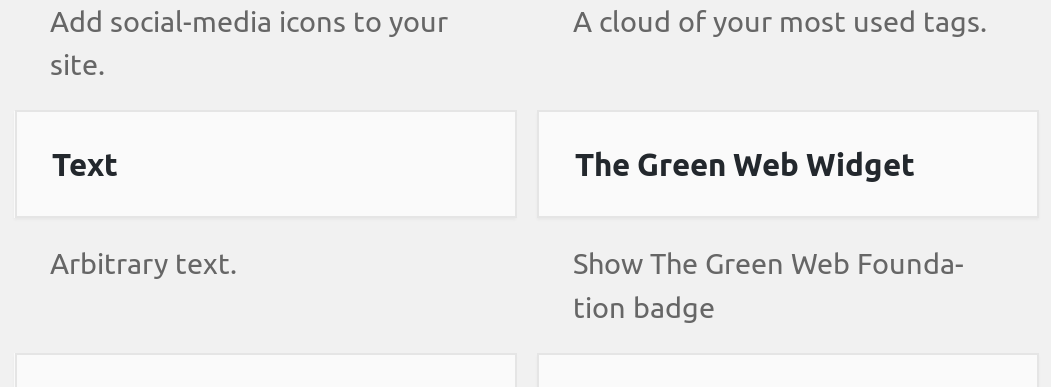 Add social-media icons to your
site.
A cloud of your most used tags.
Text
The Green Web Widget
Arbitrary text.
Show The Green Web Founda-
tion badge